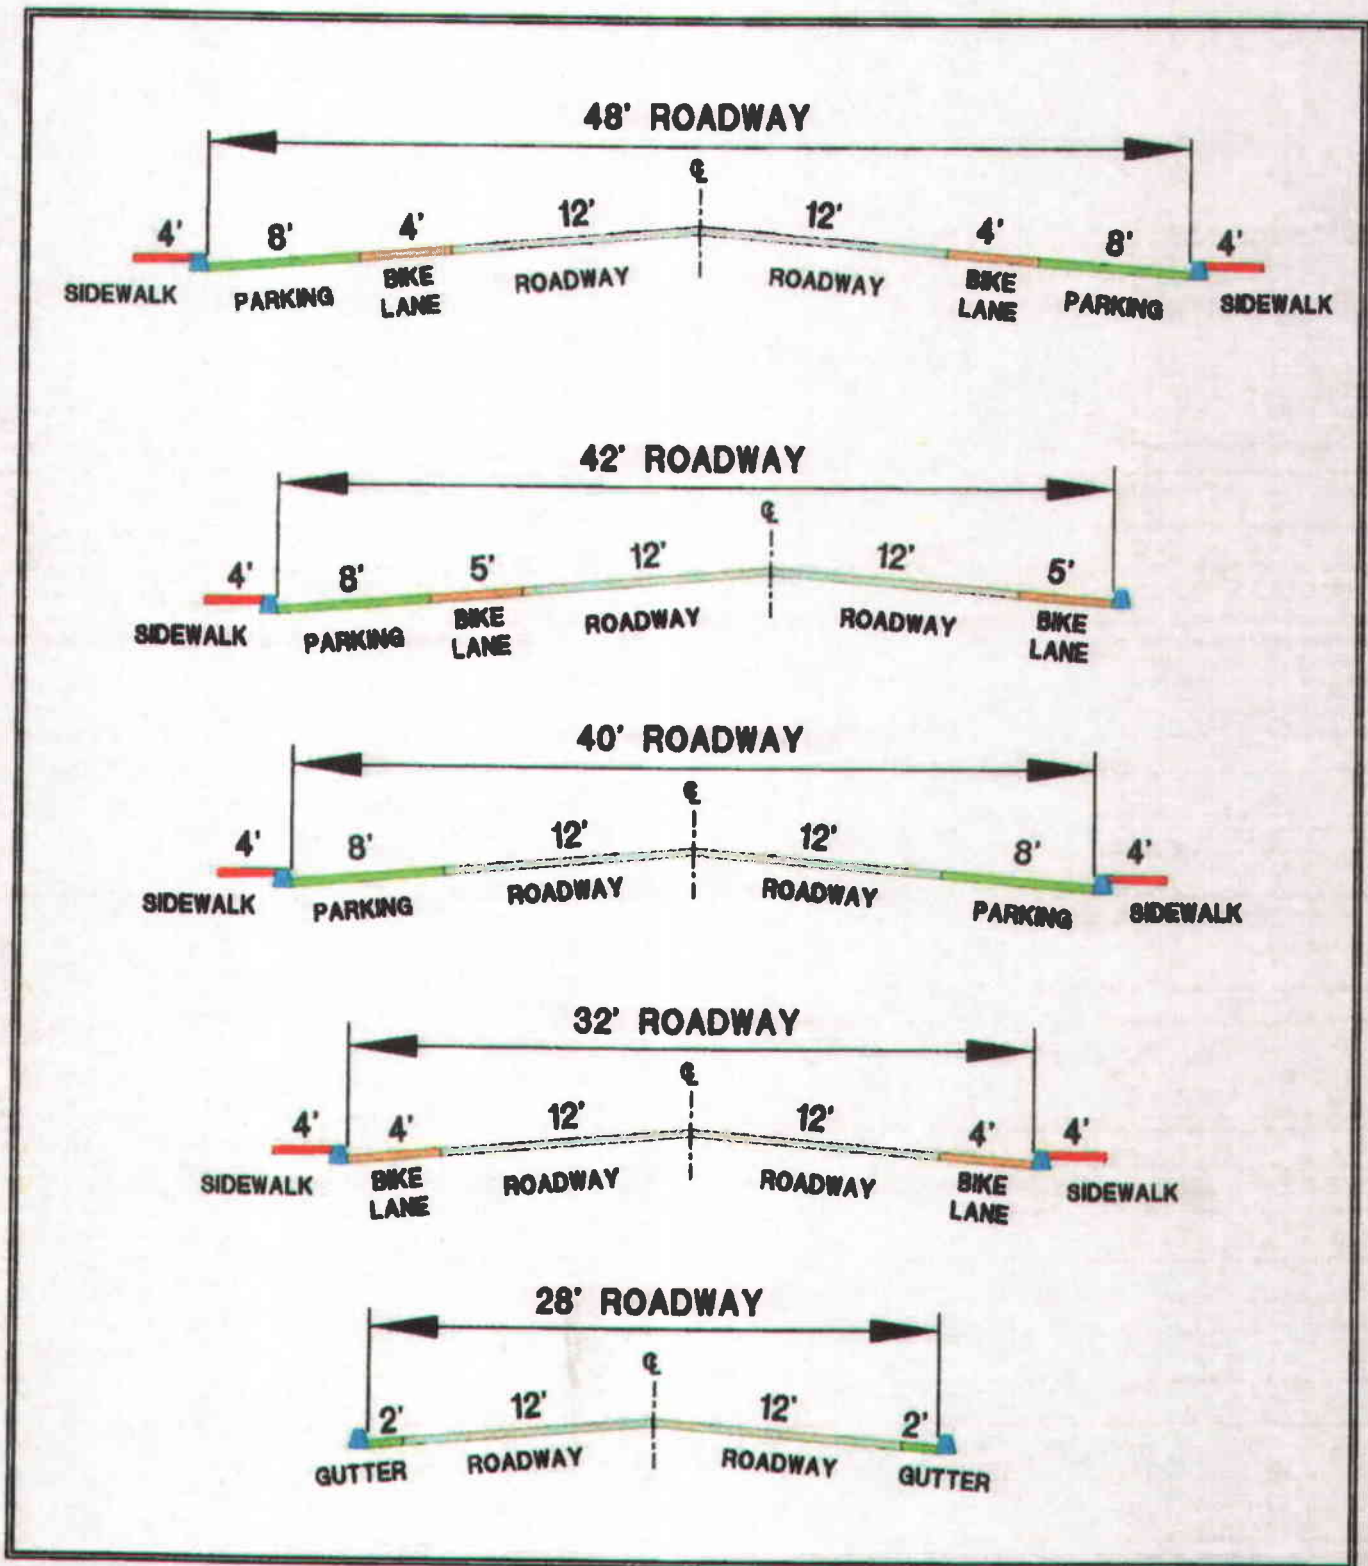 48' ROADWAY
℄
4' 8' 4' 12' 12' 4' 8' 4'
SIDEWALK PARKING BIKE LANE ROADWAY ROADWAY BIKE LANE PARKING SIDEWALK
42' ROADWAY
℄
4' 8' 5' 12' 12' 5'
SIDEWALK PARKING BIKE LANE ROADWAY ROADWAY BIKE LANE
40' ROADWAY
℄
4' 8' 12' 12' 8' 4'
SIDEWALK PARKING ROADWAY ROADWAY PARKING SIDEWALK
32' ROADWAY
℄
4' 4' 12' 12' 4' 4'
SIDEWALK BIKE LANE ROADWAY ROADWAY BIKE LANE SIDEWALK
28' ROADWAY
℄
2' 12' 12' 2'
GUTTER ROADWAY ROADWAY GUTTER